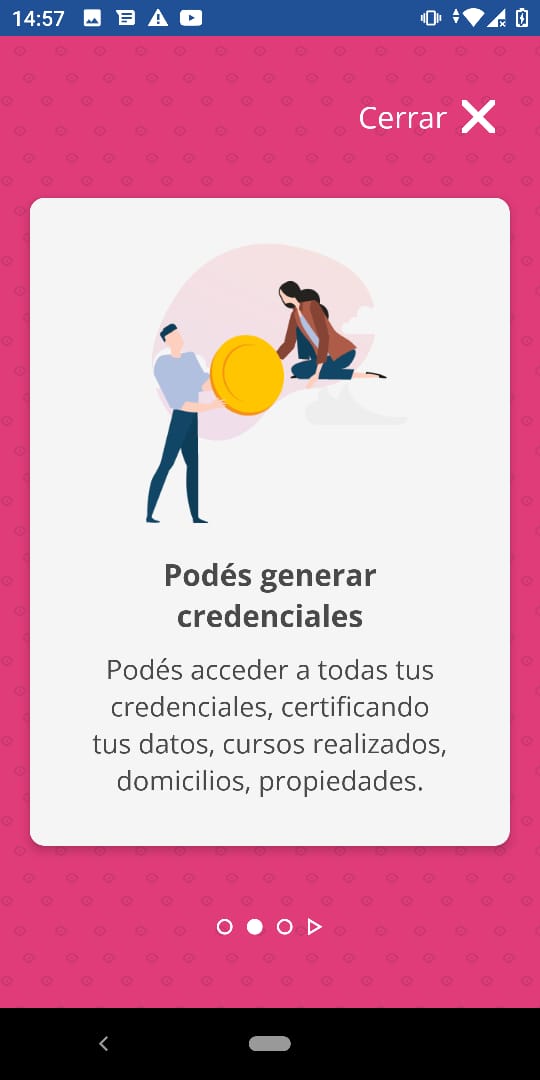 14:57
Cerrar
Podés generar
credenciales
Podés acceder a todas tus
credenciales, certificando
tus datos, cursos realizados,
domicilios, propiedades.